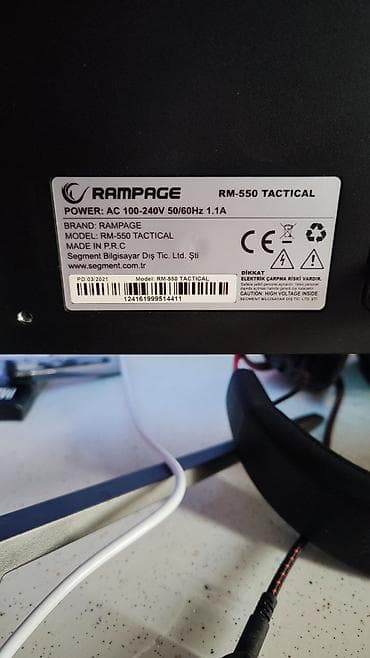 RAMPAGE RM-550 TACTICAL
POWER: AC 100-240V 50/60Hz 1.1A
BRAND: RAMPAGE
MODEL: RM-550 TACTICAL
MADE IN P.R.C
Segment Bilgisayar Dış Tic. Ltd. Şti
www.segment.com.tr
CE
DİKKAT
ELEKTRİK ÇARPMA RİSKİ VARDIR.
CAUTION: HIGH VOLTAGE INSIDE
SEGMENT BİLGİSAYAR DIŞ TİC. LTD. ŞTİ.
PD:03/2021 Model: RM-550 TACTICAL
124161999514411